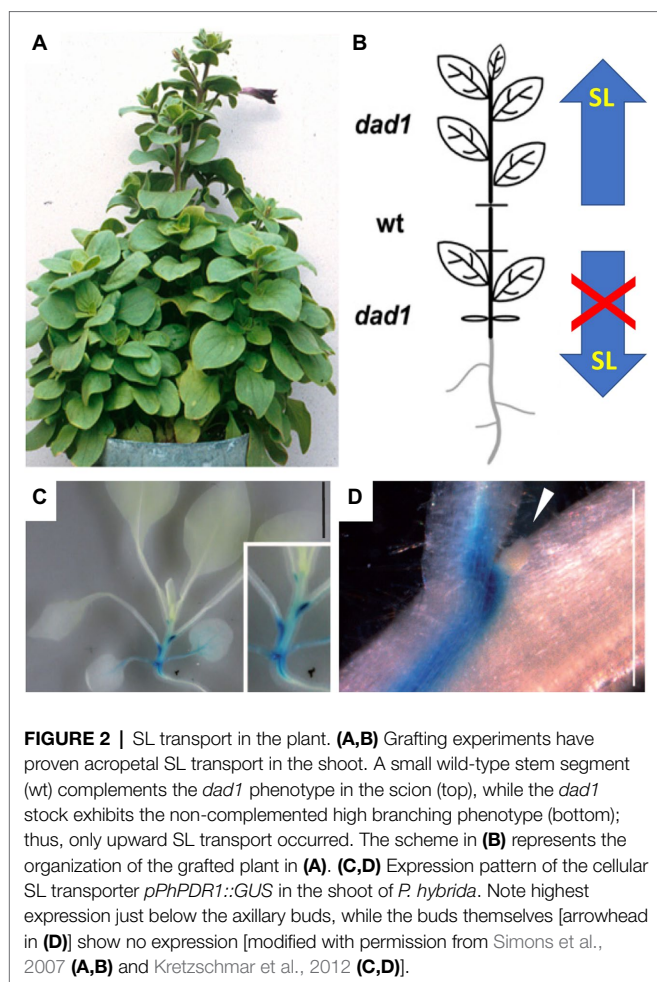 A
B
SL
dad1
wt
dad1
SL
C
D
FIGURE 2 | SL transport in the plant. (A,B) Grafting experiments have
proven acropetal SL transport in the shoot. A small wild-type stem segment
(wt) complements the dad1 phenotype in the scion (top), while the dad1
stock exhibits the non-complemented high branching phenotype (bottom);
thus, only upward SL transport occurred. The scheme in (B) represents the
organization of the grafted plant in (A). (C,D) Expression pattern of the cellular
SL transporter pPhPDR1::GUS in the shoot of P. hybrida. Note highest
expression just below the axillary buds, while the buds themselves [arrowhead
in (D)] show no expression [modified with permission from Simons et al.,
2007 (A,B) and Kretzschmar et al., 2012 (C,D)].